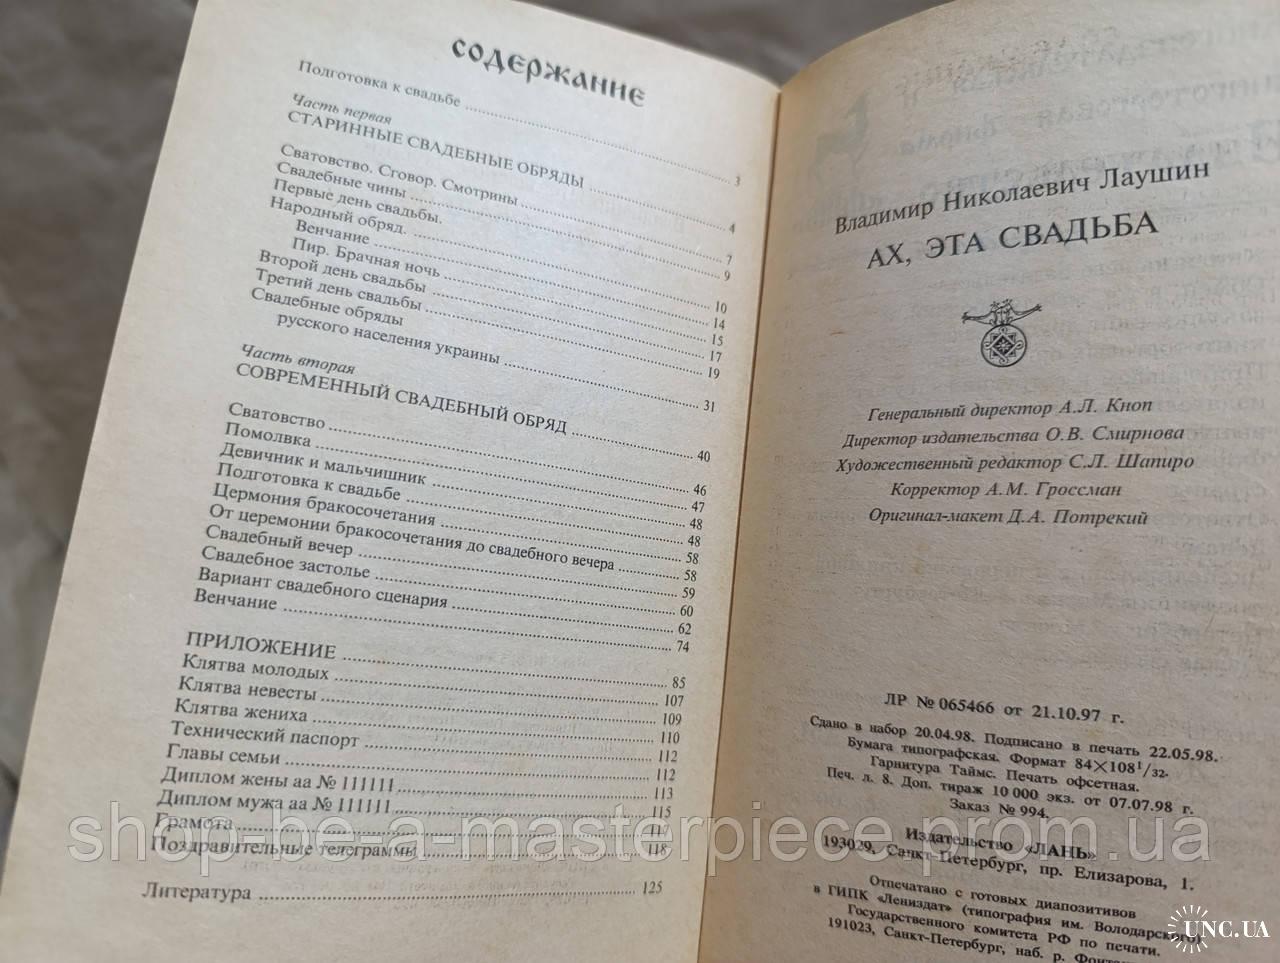 содержание
Подготовка к свадьбе ........ 3
Часть первая
СТАРИННЫЕ СВАДЕБНЫЕ ОБРЯДЫ ........ 4
Сватовство. Сговор. Смотрины ........ 7
Свадебные чины ........ 9
Первые день свадьбы.
Народный обряд. ........ 10
Венчание ........ 14
Пир. Брачная ночь ........ 15
Второй день свадьбы ........ 17
Третий день свадьбы ........ 19
Свадебные обряды
русского населения украины ........ 31
Часть вторая
СОВРЕМЕННЫЙ СВАДЕБНЫЙ ОБРЯД ........ 40
Сватовство ........ 46
Помолвка ........ 47
Девичник и мальчишник ........ 48
Подготовка к свадьбе ........ 48
Цермония бракосочетания ........ 58
От церемонии бракосочетания до свадебного вечера ........ 58
Свадебный вечер ........ 59
Свадебное застолье ........ 60
Вариант свадебного сценария ........ 62
Венчание ........ 74
ПРИЛОЖЕНИЕ ........ 85
Клятва молодых ........ 107
Клятва невесты ........ 109
Клятва жениха ........ 110
Технический паспорт ........ 112
Главы семьи ........ 112
Диплом жены аа № 111111 ........ 113
Диплом мужа аа № 111111 ........ 115
Грамота ........ 117
Поздравительные телеграммы ........ 118
Литература ........ 125
Владимир Николаевич Лаушин
АХ, ЭТА СВАДЬБА
Генеральный директор А.Л. Кноп
Директор издательства О.В. Смирнова
Художественный редактор С.Л. Шапиро
Корректор А.М. Гроссман
Оригинал-макет Д.А. Потрекий
ЛР № 065466 от 21.10.97 г.
Сдано в набор 20.04.98. Подписано в печать 22.05.98.
Бумага типографская. Формат 84×108 1/32.
Гарнитура Таймс. Печать офсетная.
Печ. л. 8. Доп. тираж 10 000 экз. от 07.07.98 г.
Заказ № 994.
Издательство «ЛАНЬ»
193029, Санкт-Петербург, пр. Елизарова, 1.
Отпечатано с готовых диапозитивов
в ГИПК «Лениздат» (типография им. Володарского)
Государственного комитета РФ по печати.
191023, Санкт-Петербург, наб. р.
shop-be-a-masterpiece.prom.ua
UNC.UA